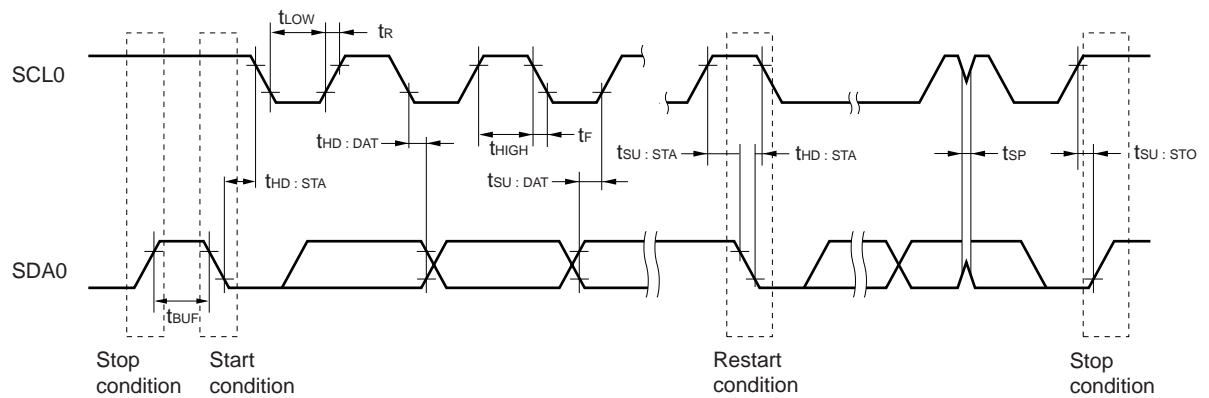 tLOW
tR
SCL0
tHD : DAT
tHIGH
tF
tSU : STA
tHD : STA
tSP
tSU : STO
tHD : STA
tSU : DAT
SDA0
tBUF
Stop
condition
Start
condition
Restart
condition
Stop
condition